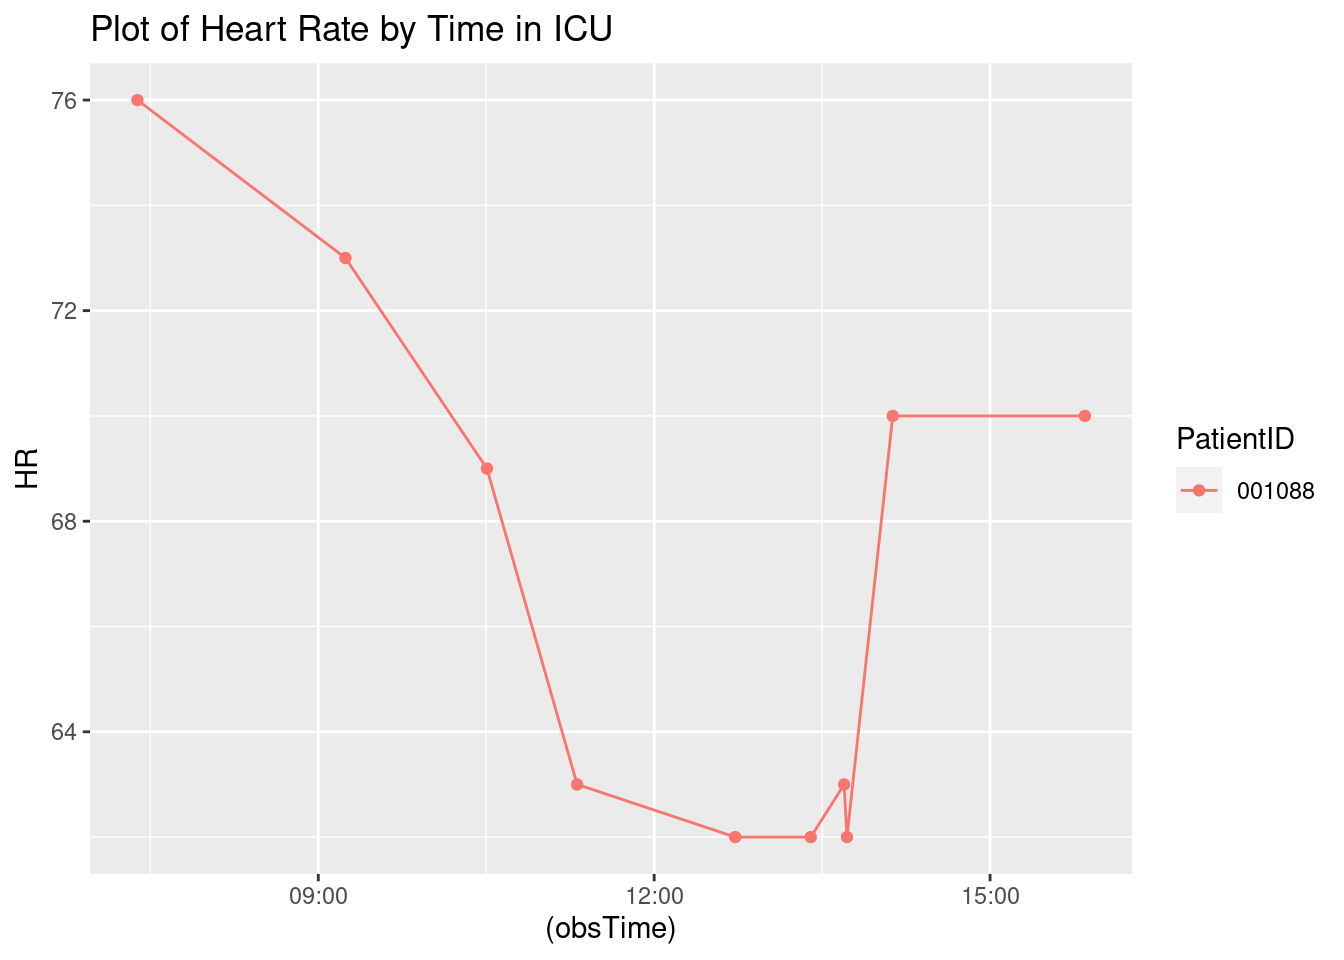 Plot of Heart Rate by Time in ICU
76
72
68
64
HR
09:00
12:00
15:00
(obsTime)
PatientID
001088